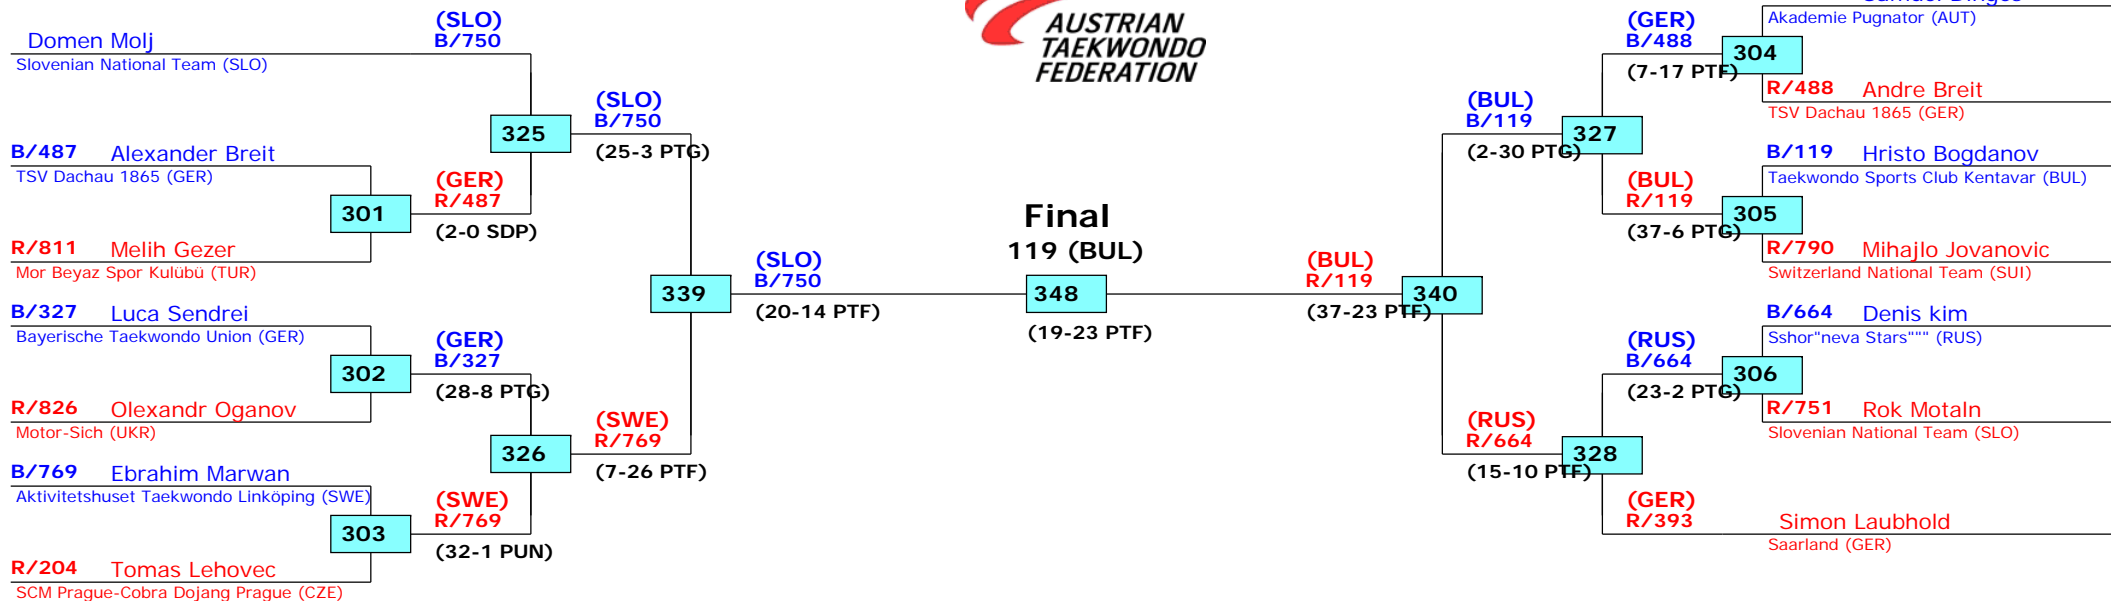 AUSTRIAN
TAEKWONDO
FEDERATION
Domen Molj
Slovenian National Team (SLO)
(SLO)
B/750
B/487 Alexander Breit
TSV Dachau 1865 (GER)
301
R/811 Melih Gezer
Mor Beyaz Spor Kulübü (TUR)
(GER)
R/487
(2-0 SDP)
325
(SLO)
B/750
(25-3 PTG)
B/327 Luca Sendrei
Bayerische Taekwondo Union (GER)
302
R/826 Olexandr Oganov
Motor-Sich (UKR)
(GER)
B/327
(28-8 PTG)
B/769 Ebrahim Marwan
Aktivitetshuset Taekwondo Linköping (SWE)
303
R/204 Tomas Lehovec
SCM Prague-Cobra Dojang Prague (CZE)
(SWE)
R/769
(32-1 PUN)
326
(SWE)
R/769
(7-26 PTF)
339
(SLO)
B/750
(20-14 PTF)
Final
119 (BUL)
348
(19-23 PTF)
(BUL)
R/119
(37-23 PTF)
340
(BUL)
B/119
(2-30 PTG)
327
(GER)
B/488
(7-17 PTF)
304
Akademie Pugnator (AUT)
R/488 Andre Breit
TSV Dachau 1865 (GER)
B/119 Hristo Bogdanov
Taekwondo Sports Club Kentavar (BUL)
(BUL)
R/119
(37-6 PTG)
305
R/790 Mihajlo Jovanovic
Switzerland National Team (SUI)
B/664 Denis kim
Sshor"neva Stars""" (RUS)
(RUS)
B/664
(23-2 PTG)
306
R/751 Rok Motaln
Slovenian National Team (SLO)
(RUS)
R/664
(15-10 PTF)
328
(GER)
R/393
Simon Laubhold
Saarland (GER)